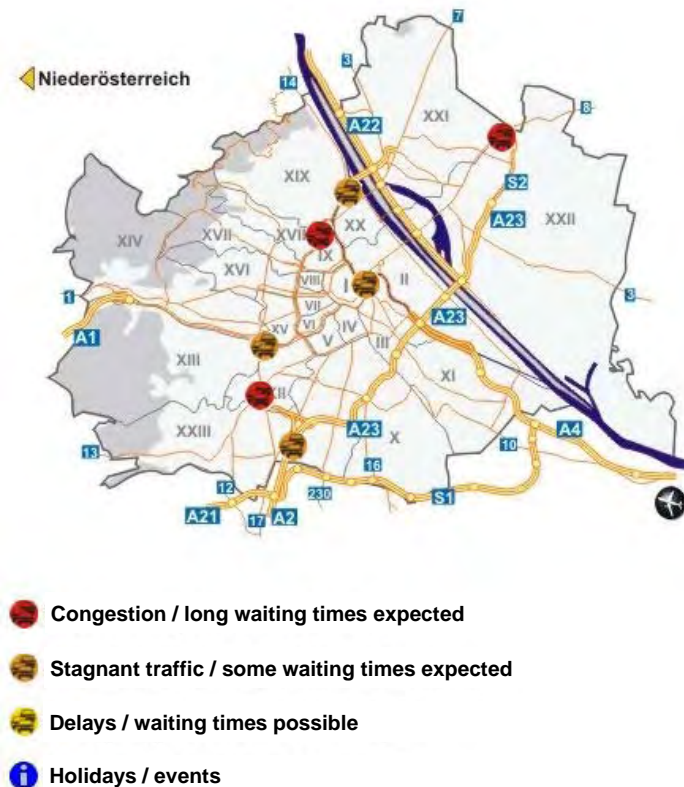 7
3
Niederösterreich
14
XXI
8
A22
XIX
S2
XX
XXII
A23
XIV
XVII
IX
XVI
VIII
I
II
1
VII
3
A1
XV
VI
IV
A23
V
III
XIII
XI
XXIII
A23
X
A4
13
10
16
12
230
S1
A21
17
A2
Congestion / long waiting times expected
Stagnant traffic / some waiting times expected
Delays / waiting times possible
i Holidays / events